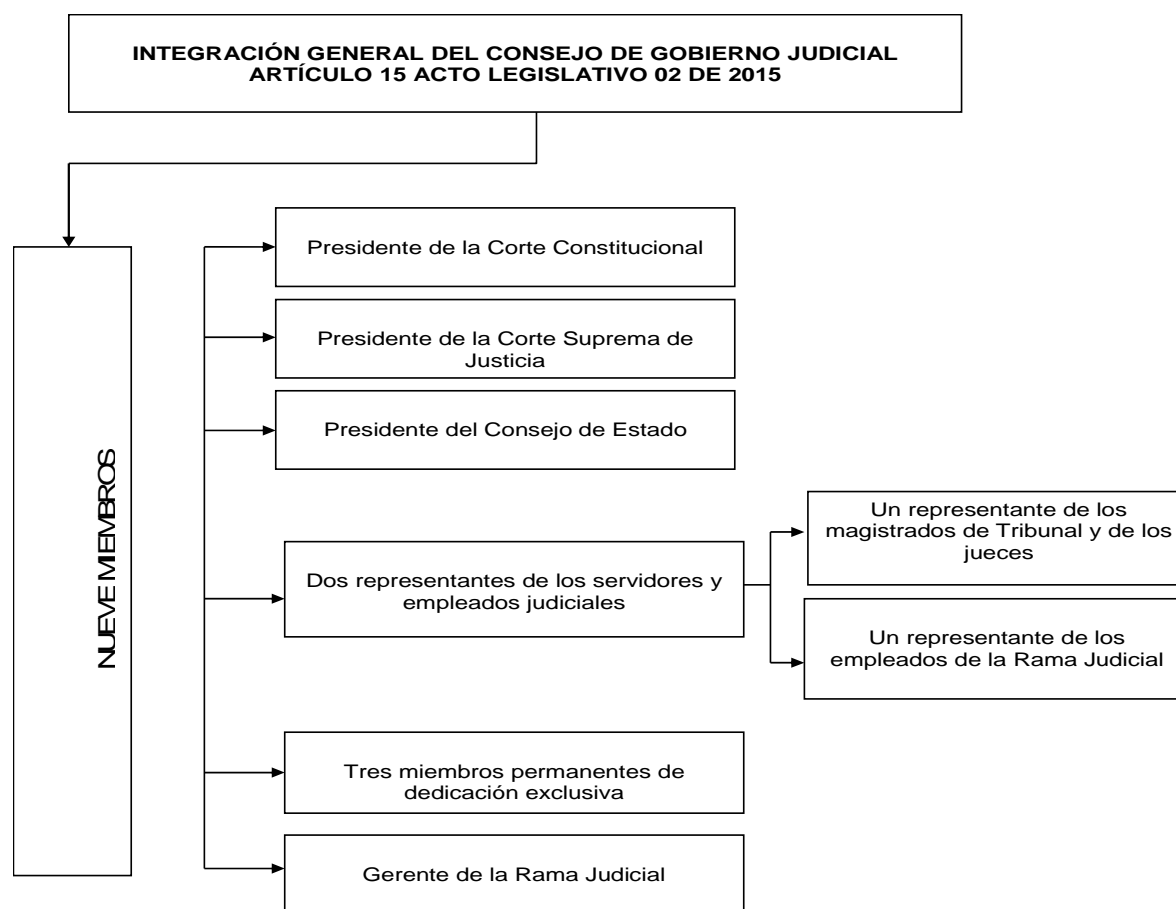 INTEGRACIÓN GENERAL DEL CONSEJO DE GOBIERNO JUDICIAL
ARTÍCULO 15 ACTO LEGISLATIVO 02 DE 2015
NUEVE MIEMBROS
Presidente de la Corte Constitucional
Presidente de la Corte Suprema de
Justicia
Presidente del Consejo de Estado
Dos representantes de los servidores y
empleados judiciales
Un representante de los
magistrados de Tribunal y de los
jueces
Un representante de los
empleados de la Rama Judicial
Tres miembros permanentes de
dedicación exclusiva
Gerente de la Rama Judicial